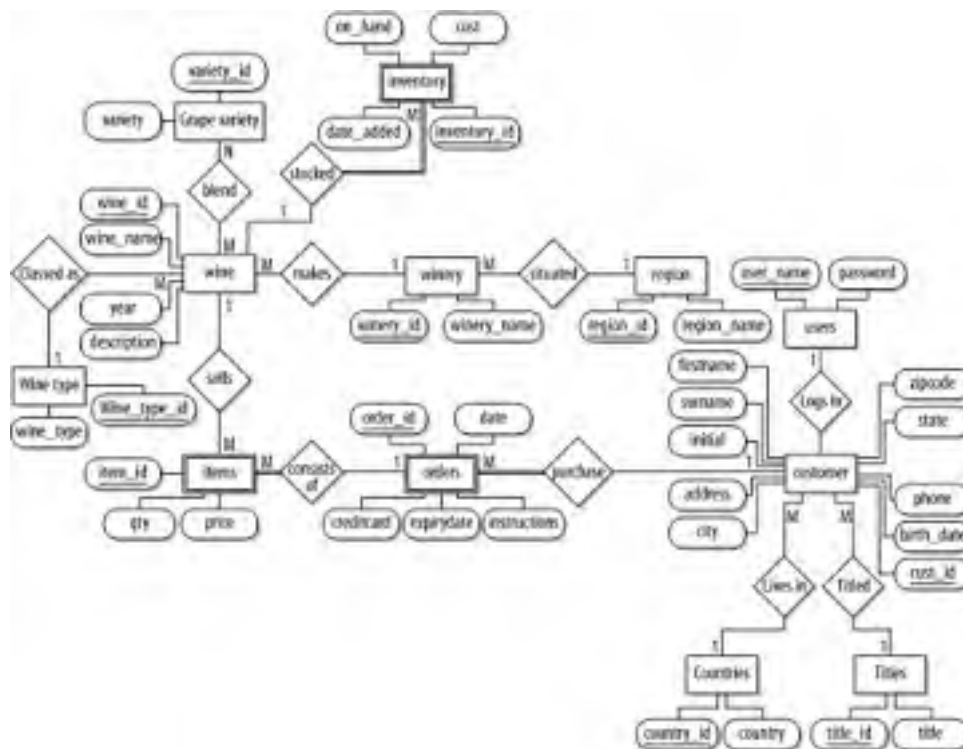 on_hand
cost
variety_id
inventory
variety
Grape variety
date_added
M
inventory_id
N
stocked
blend
wine_id
1
wine_name
M
Classed as
wine
M
makes
1
winery
M
situated
1
region
user_name
password
M
1
year
winery_id
winery_name
region_id
region_name
users
description
1
firstname
1
zipcode
Wine type
sells
Logs In
surname
state
Wine_type_id
order_id
date
wine_type
initial
M
item_id
items
M
consists
of
1
orders
M
purchase
1
customer
address
M
M
phone
qty
price
creditcard
expirydate
instructions
city
birth_date
Lives in
Titled
cust_id
1
1
Countries
Titles
country_id
country
title_id
title